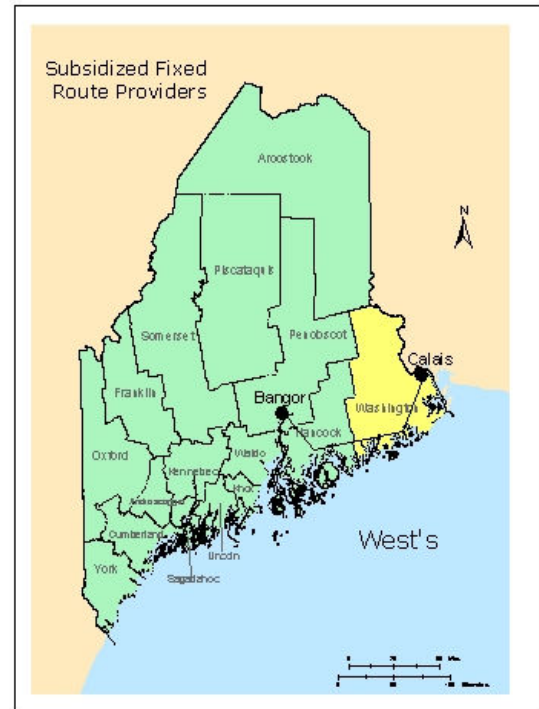 Subsidized Fixed
Route Providers
Aroostook
N
Piscataquis
Somerset
Penobscot
Calais
Franklin
Washington
Bangor
Hancock
Oxford
Waldo
Kennebec
Knox
Cumberland
West's
Lincoln
York
Sagadahoc